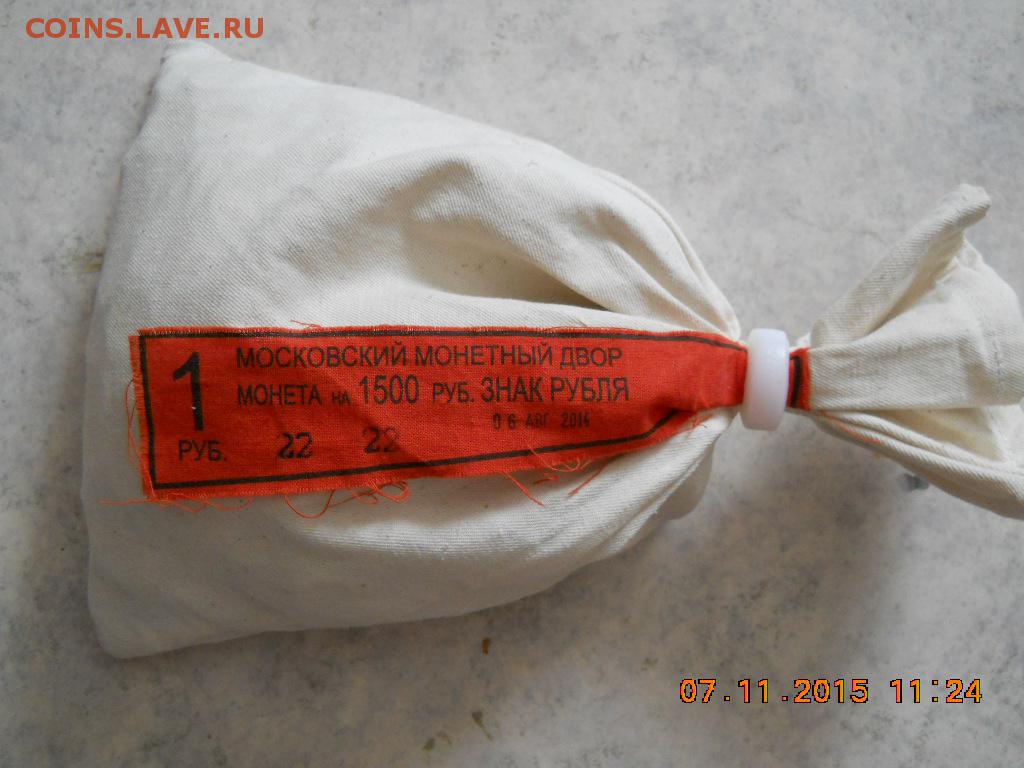 COINS.LAVE.RU
МОСКОВСКИЙ МОНЕТНЫЙ ДВОР
1 МОНЕТА НА 1500 РУБ. ЗНАК РУБЛЯ
06 АВГ 2014
РУБ. 22 22
07.11.2015 11:24